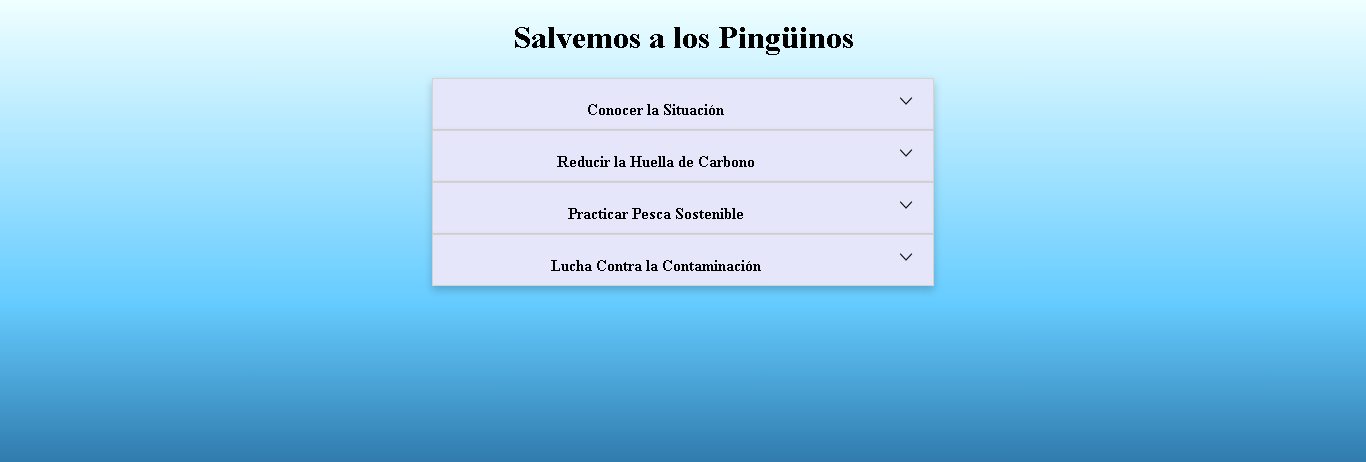 Salvemos a los Pingüinos
Conocer la Situación
Reducir la Huella de Carbono
Practicar Pesca Sostenible
Lucha Contra la Contaminación